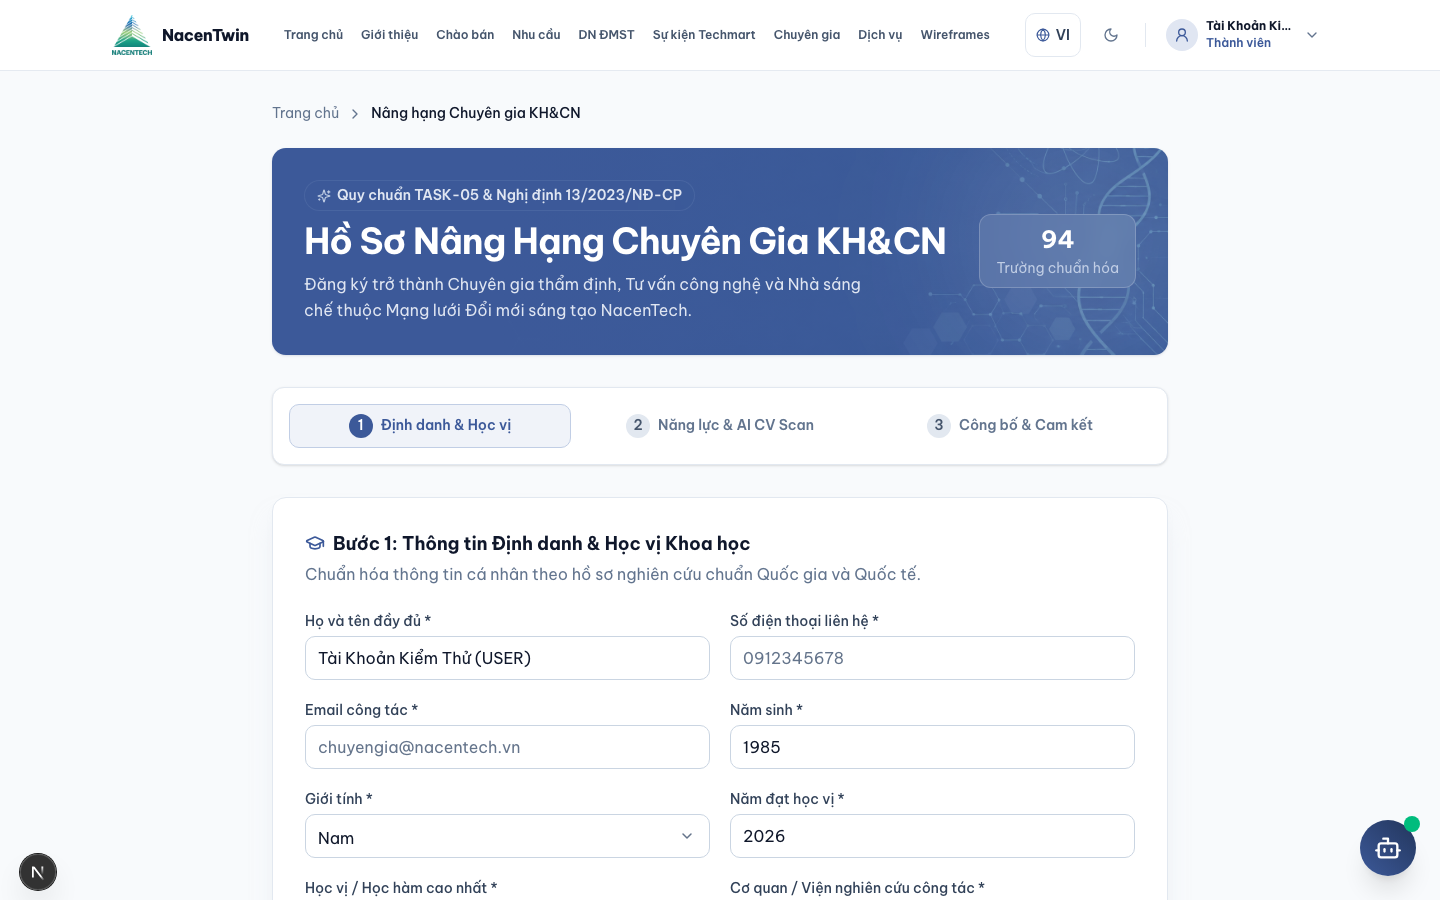 NACENTECH
NacenTwin
Trang chủ
Giới thiệu
Chào bán
Nhu cầu
DN ĐMST
Sự kiện Techmart
Chuyên gia
Dịch vụ
Wireframes
VI
Tài Khoản Ki...
Thành viên
Trang chủ
Nâng hạng Chuyên gia KH&CN
Quy chuẩn TASK-05 & Nghị định 13/2023/NĐ-CP
Hồ Sơ Nâng Hạng Chuyên Gia KH&CN
Đăng ký trở thành Chuyên gia thẩm định, Tư vấn công nghệ và Nhà sáng
chế thuộc Mạng lưới Đổi mới sáng tạo NacenTech.
94
Trường chuẩn hóa
1 Định danh & Học vị
2 Năng lực & AI CV Scan
3 Công bố & Cam kết
Bước 1: Thông tin Định danh & Học vị Khoa học
Chuẩn hóa thông tin cá nhân theo hồ sơ nghiên cứu chuẩn Quốc gia và Quốc tế.
Họ và tên đầy đủ *
Tài Khoản Kiểm Thử (USER)
Số điện thoại liên hệ *
0912345678
Email công tác *
chuyengia@nacentech.vn
Năm sinh *
1985
Giới tính *
Nam
Năm đạt học vị *
2026
Học vị / Học hàm cao nhất *
Cơ quan / Viện nghiên cứu công tác *
N